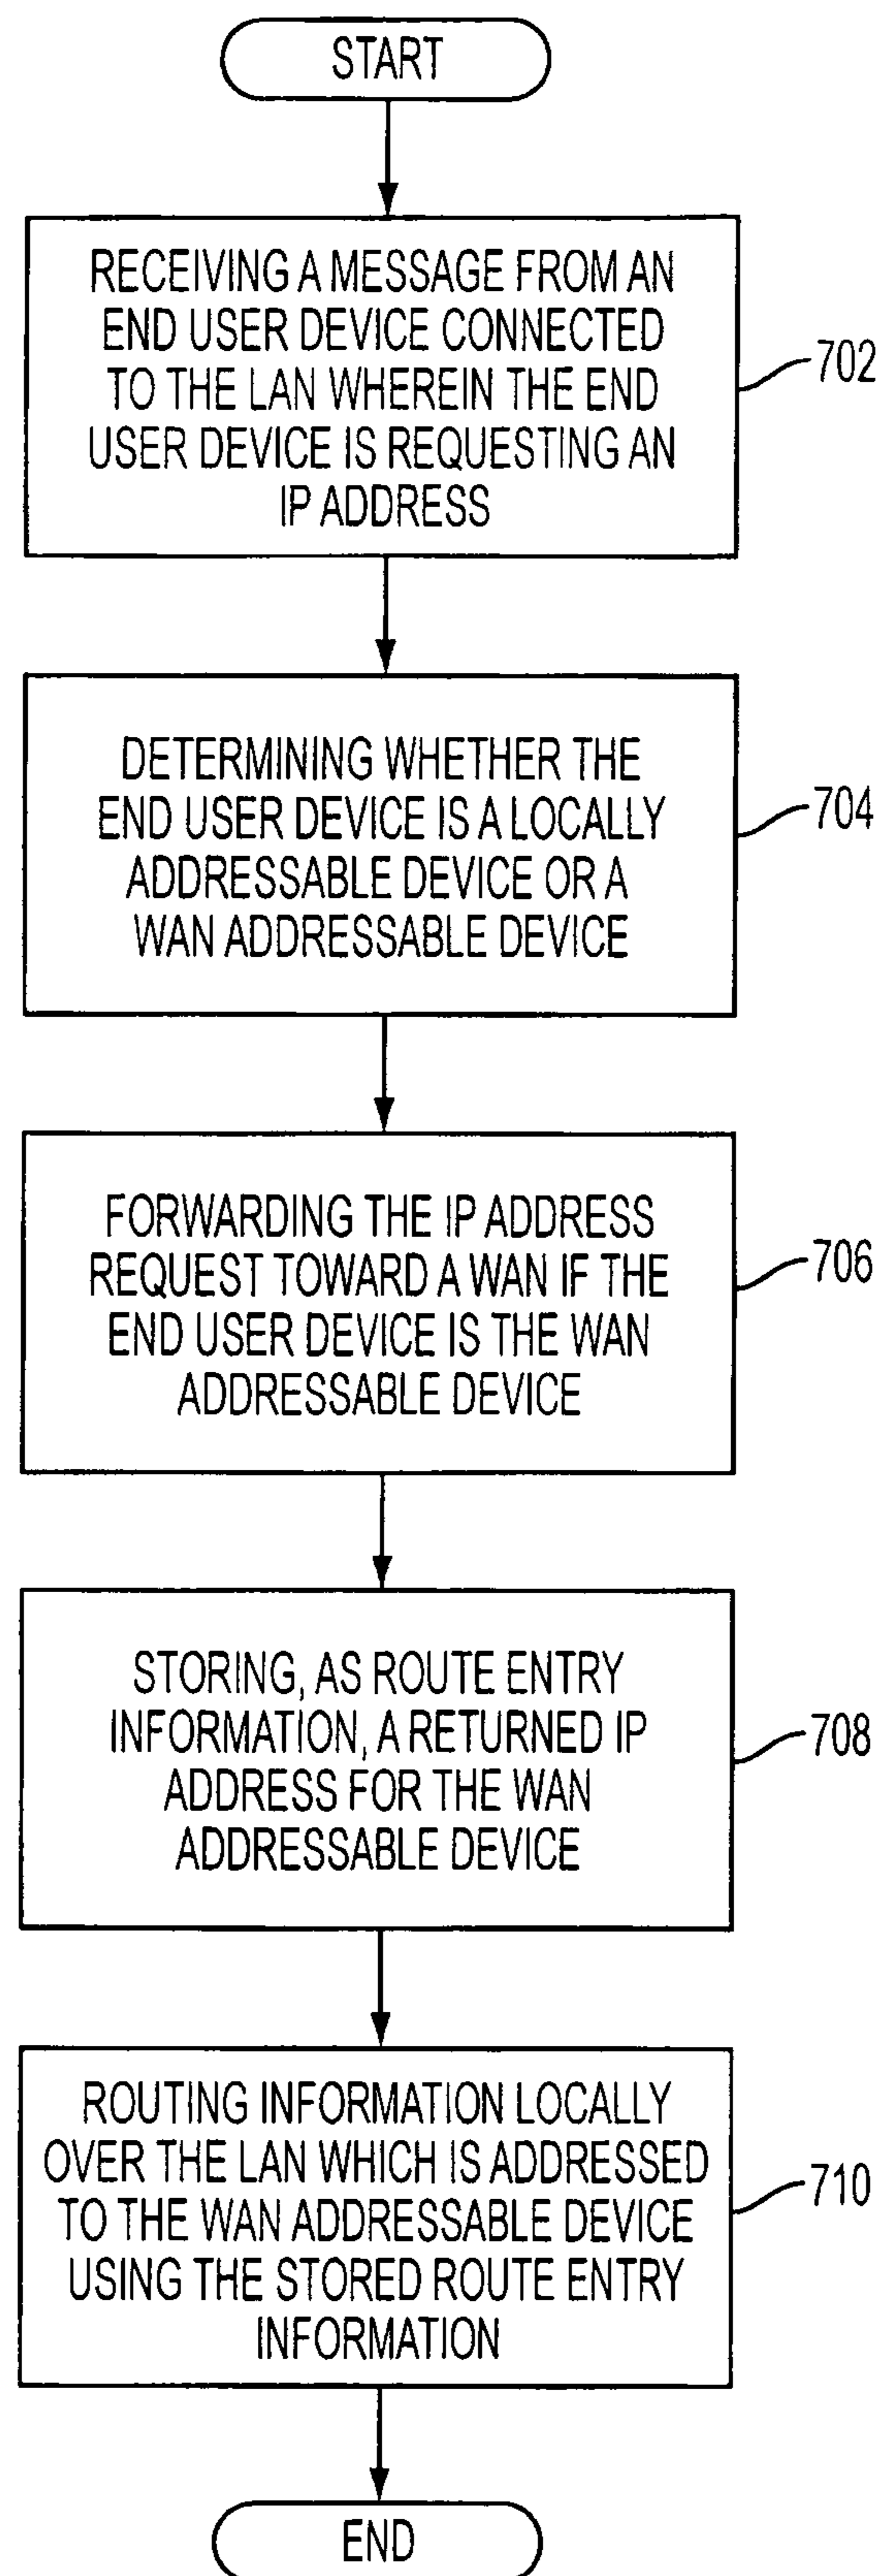 START
RECEIVING A MESSAGE FROM AN
END USER DEVICE CONNECTED
TO THE LAN WHEREIN THE END
USER DEVICE IS REQUESTING AN
IP ADDRESS
702
DETERMINING WHETHER THE
END USER DEVICE IS A LOCALLY
ADDRESSABLE DEVICE OR A
WAN ADDRESSABLE DEVICE
704
FORWARDING THE IP ADDRESS
REQUEST TOWARD A WAN IF THE
END USER DEVICE IS THE WAN
ADDRESSABLE DEVICE
706
STORING, AS ROUTE ENTRY
INFORMATION, A RETURNED IP
ADDRESS FOR THE WAN
ADDRESSABLE DEVICE
708
ROUTING INFORMATION LOCALLY
OVER THE LAN WHICH IS ADDRESSED
TO THE WAN ADDRESSABLE DEVICE
USING THE STORED ROUTE ENTRY
INFORMATION
710
END